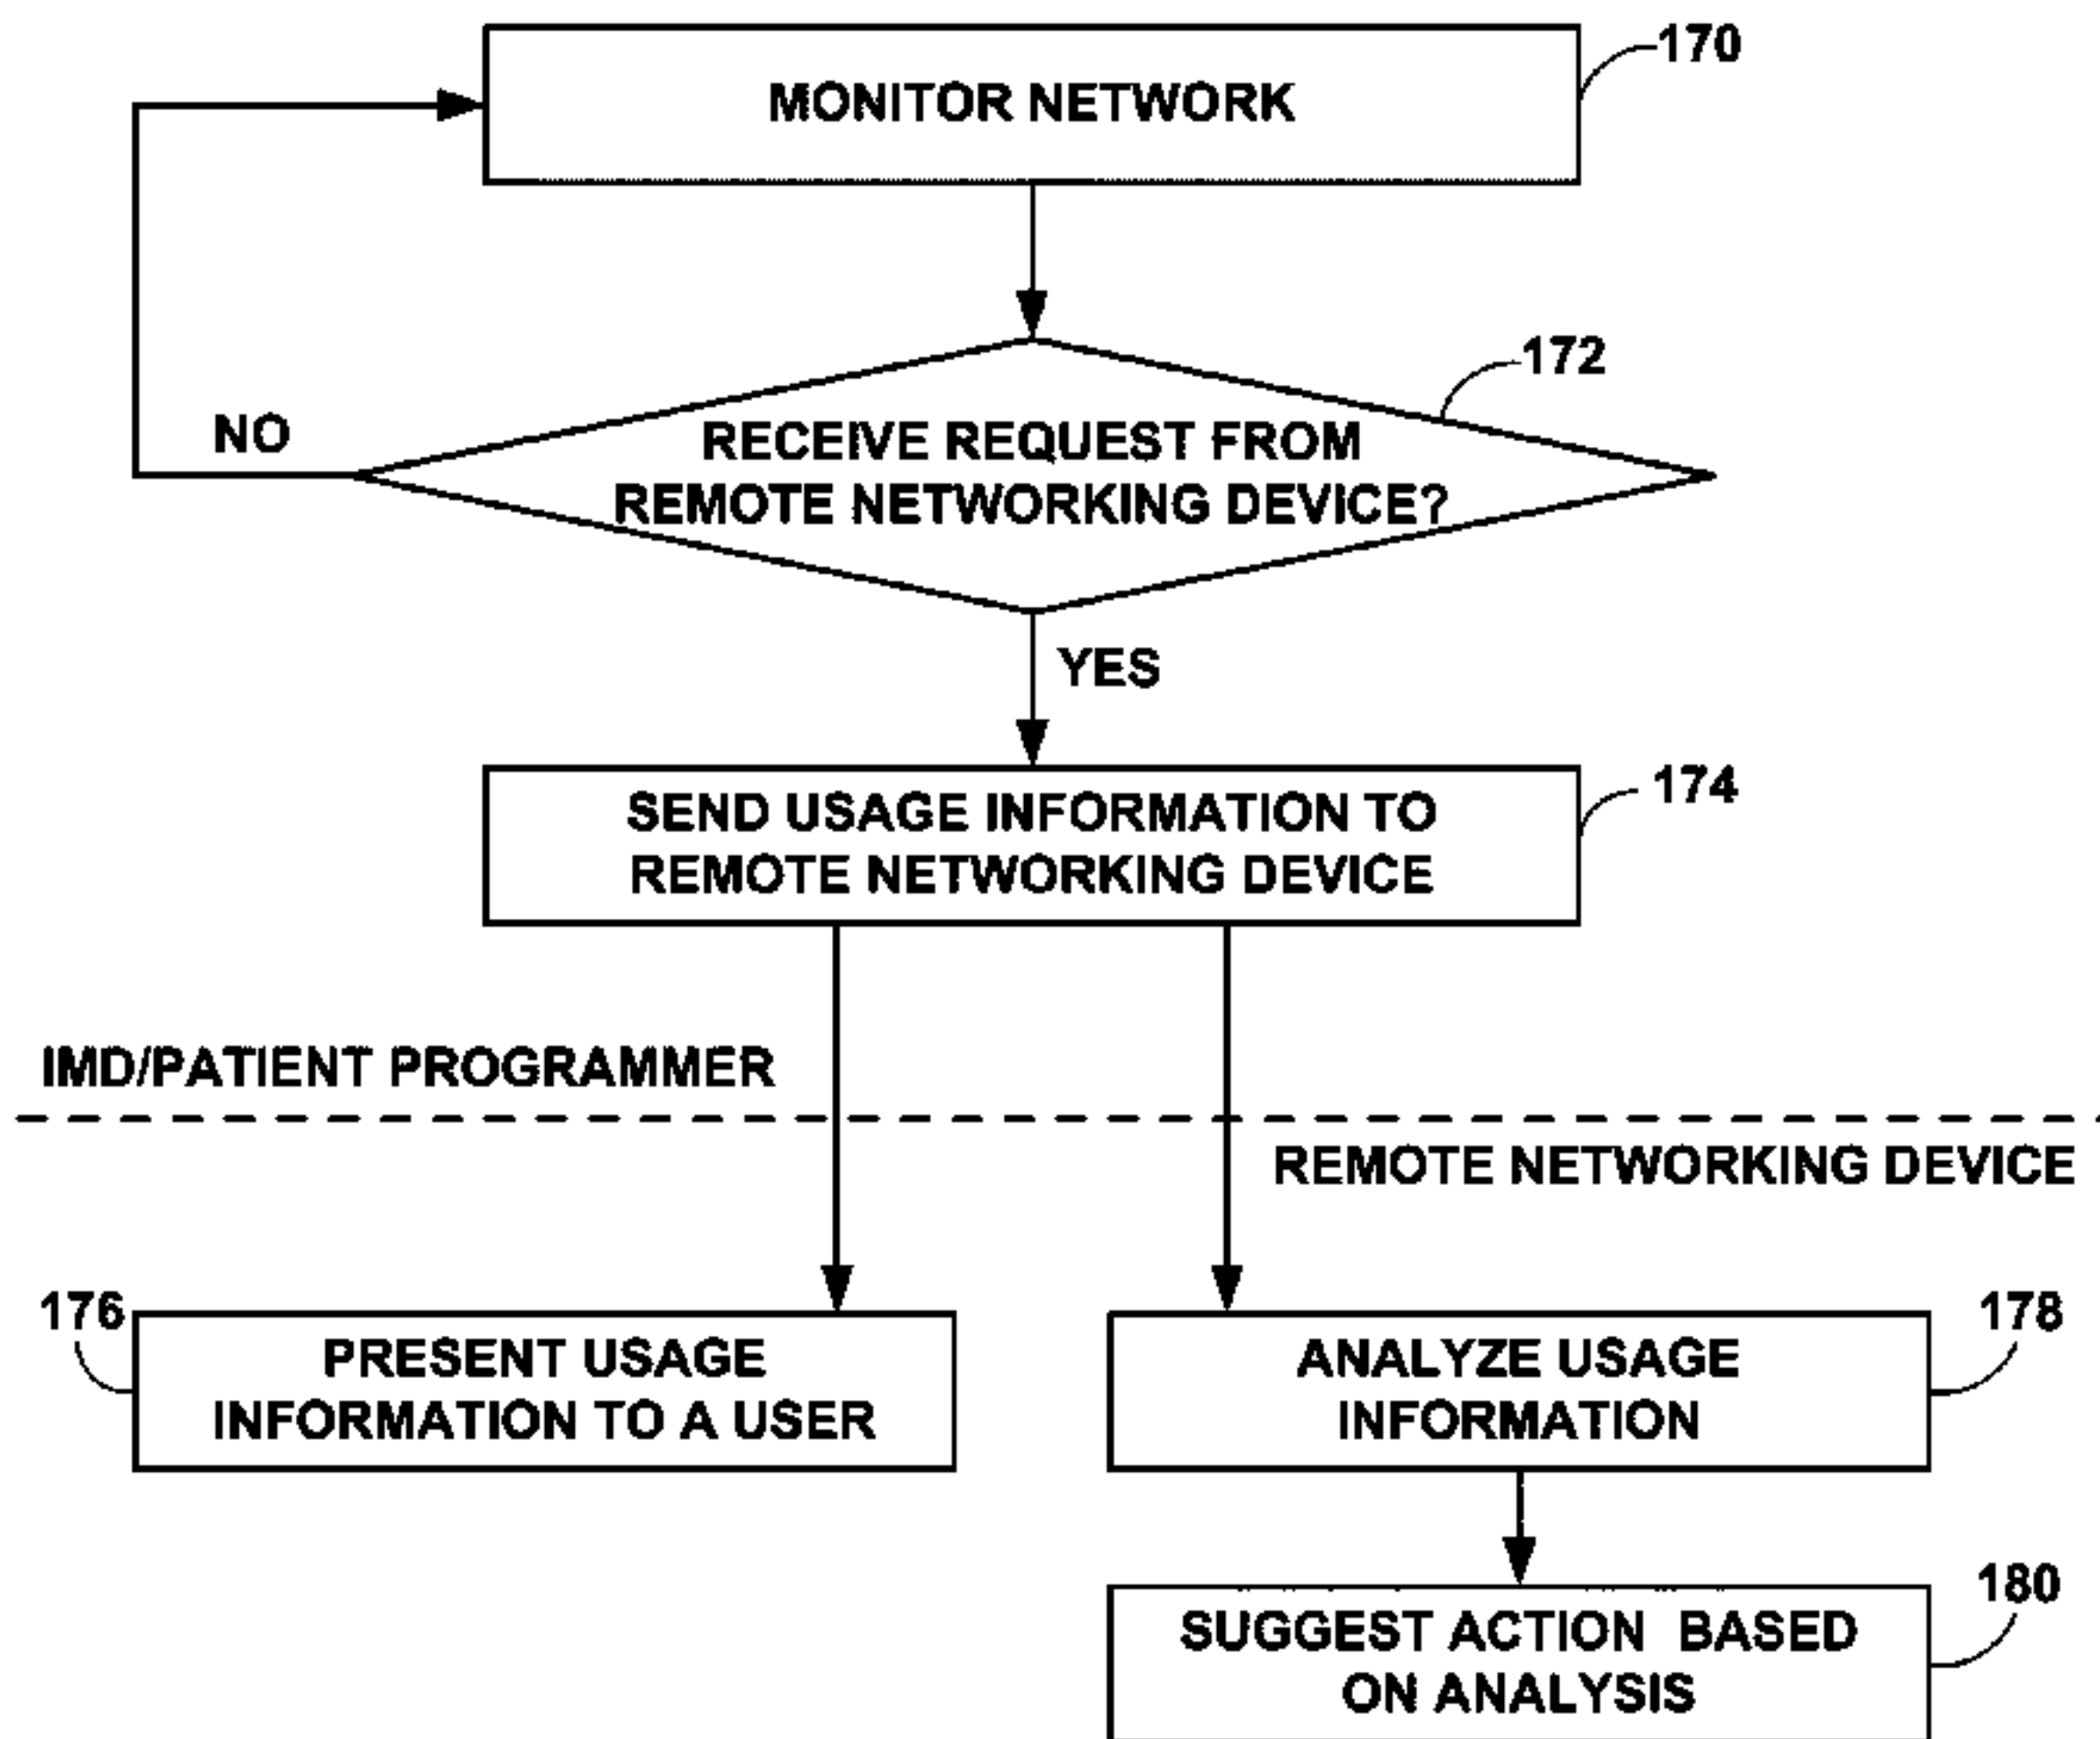 170
MONITOR NETWORK
172
RECEIVE REQUEST FROM
REMOTE NETWORKING DEVICE?
NO
YES
174
SEND USAGE INFORMATION TO
REMOTE NETWORKING DEVICE
IMD/PATIENT PROGRAMMER
REMOTE NETWORKING DEVICE
176
PRESENT USAGE
INFORMATION TO A USER
178
ANALYZE USAGE
INFORMATION
180
SUGGEST ACTION BASED
ON ANALYSIS